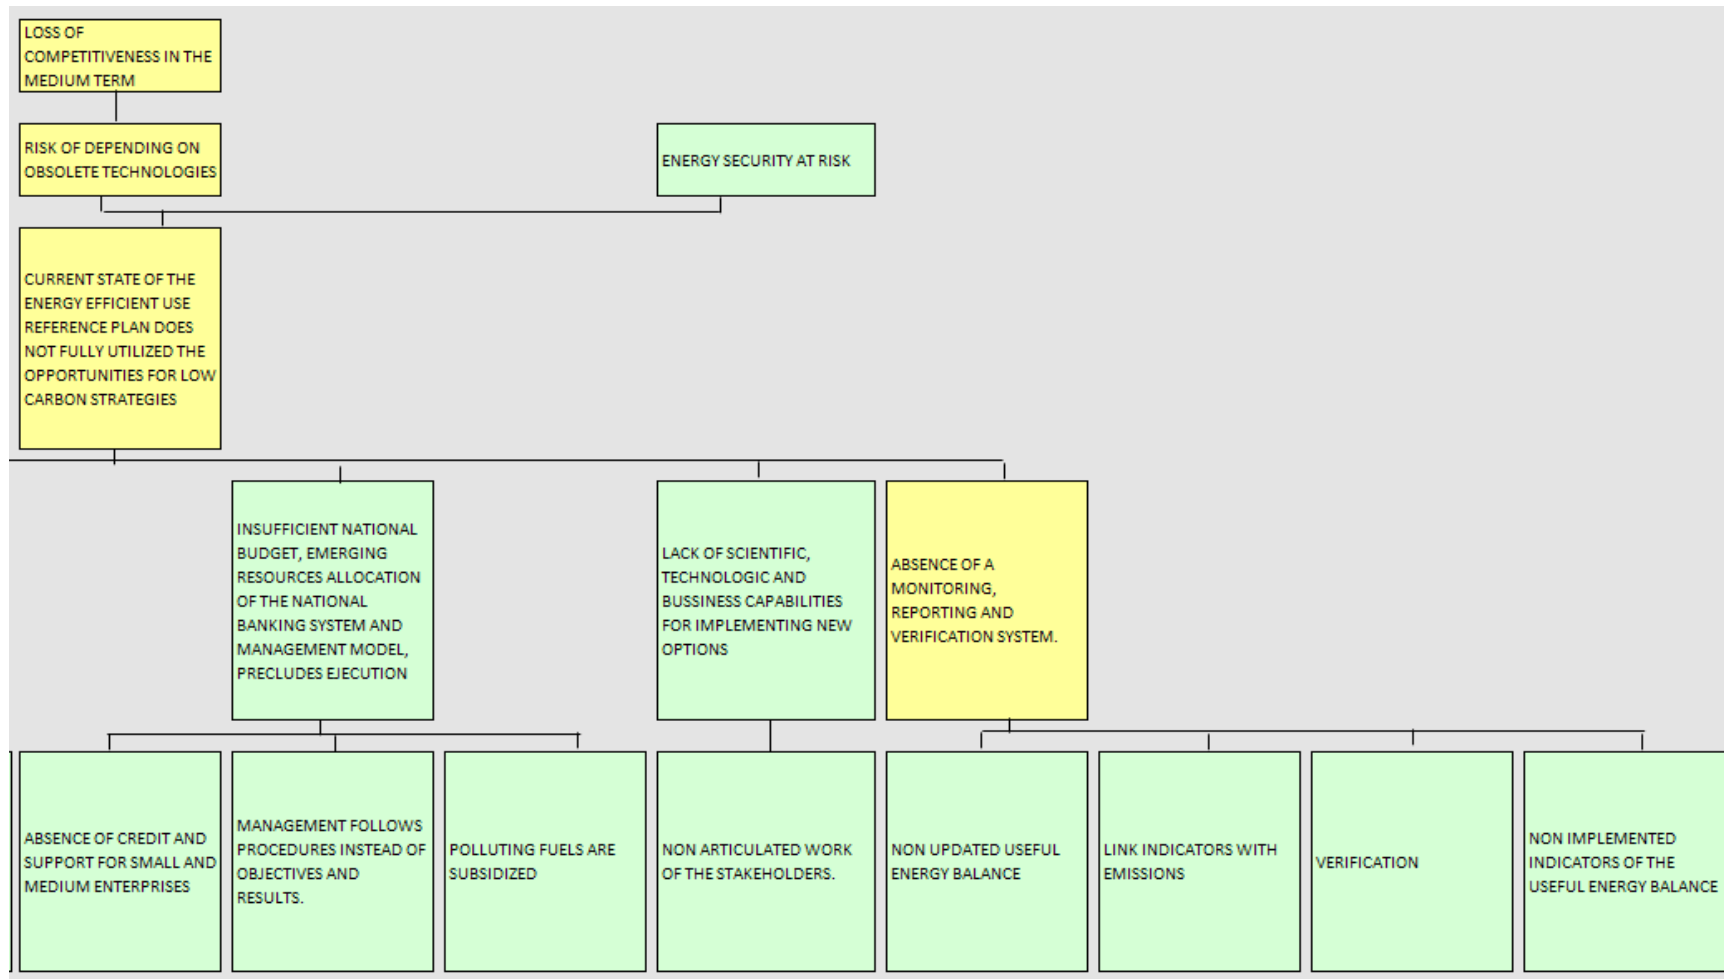 LOSS OF
COMPETITIVENESS IN THE
MEDIUM TERM
RISK OF DEPENDING ON
OBSOLETE TECHNOLOGIES
ENERGY SECURITY AT RISK
CURRENT STATE OF THE
ENERGY EFFICIENT USE
REFERENCE PLAN DOES
NOT FULLY UTILIZED THE
OPPORTUNITIES FOR LOW
CARBON STRATEGIES
INSUFFICIENT NATIONAL
BUDGET, EMERGING
RESOURCES ALLOCATION
OF THE NATIONAL
BANKING SYSTEM AND
MANAGEMENT MODEL,
PRECLUDES EJECUTION
LACK OF SCIENTIFIC,
TECHNOLOGIC AND
BUSSINESS CAPABILITIES
FOR IMPLEMENTING NEW
OPTIONS
ABSENCE OF A
MONITORING,
REPORTING AND
VERIFICATION SYSTEM.
ABSENCE OF CREDIT AND
SUPPORT FOR SMALL AND
MEDIUM ENTERPRISES
MANAGEMENT FOLLOWS
PROCEDURES INSTEAD OF
OBJECTIVES AND
RESULTS.
POLLUTING FUELS ARE
SUBSIDIZED
NON ARTICULATED WORK
OF THE STAKEHOLDERS.
NON UPDATED USEFUL
ENERGY BALANCE
LINK INDICATORS WITH
EMISSIONS
VERIFICATION
NON IMPLEMENTED
INDICATORS OF THE
USEFUL ENERGY BALANCE